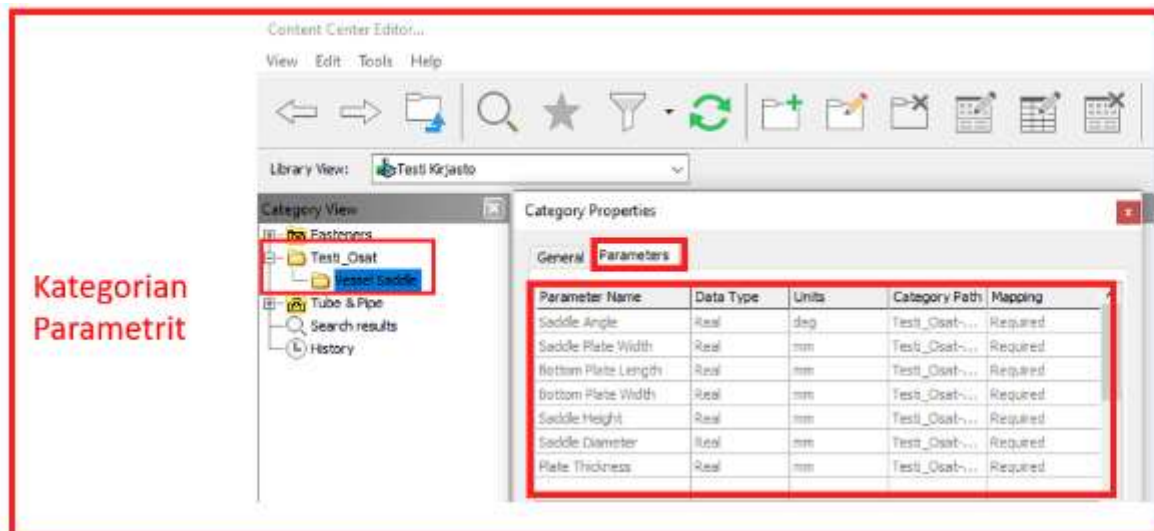 Content Center Editor...
View Edit Tools Help
Library View: Testi Kirjasto
Category View
Category Properties
Fasteners
Testi_Osat
Vessel Saddle
Tube & Pipe
Search results
History
Kategorian
Parametrit
General Parameters
Parameter Name Data Type Units Category Path Mapping
Saddle Angle Real deg Testi_Osat-... Required
Saddle Plate Width Real mm Testi_Osat-... Required
Bottom Plate Length Real mm Testi_Osat-... Required
Bottom Plate Width Real mm Testi_Osat-... Required
Saddle Height Real mm Testi_Osat-... Required
Saddle Diameter Real mm Testi_Osat-... Required
Plate Thickness Real mm Testi_Osat-... Required